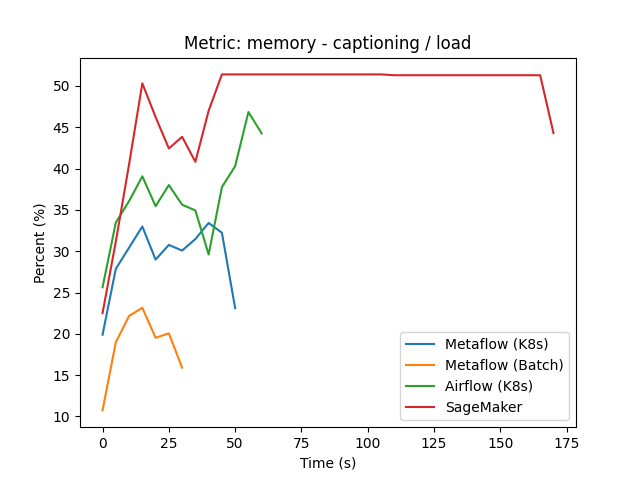 Metric: memory - captioning / load
Percent (%)
50
45
40
35
30
25
20
15
10
0
25
50
75
100
125
150
175
Time (s)
Metaflow (K8s)
Metaflow (Batch)
Airflow (K8s)
SageMaker